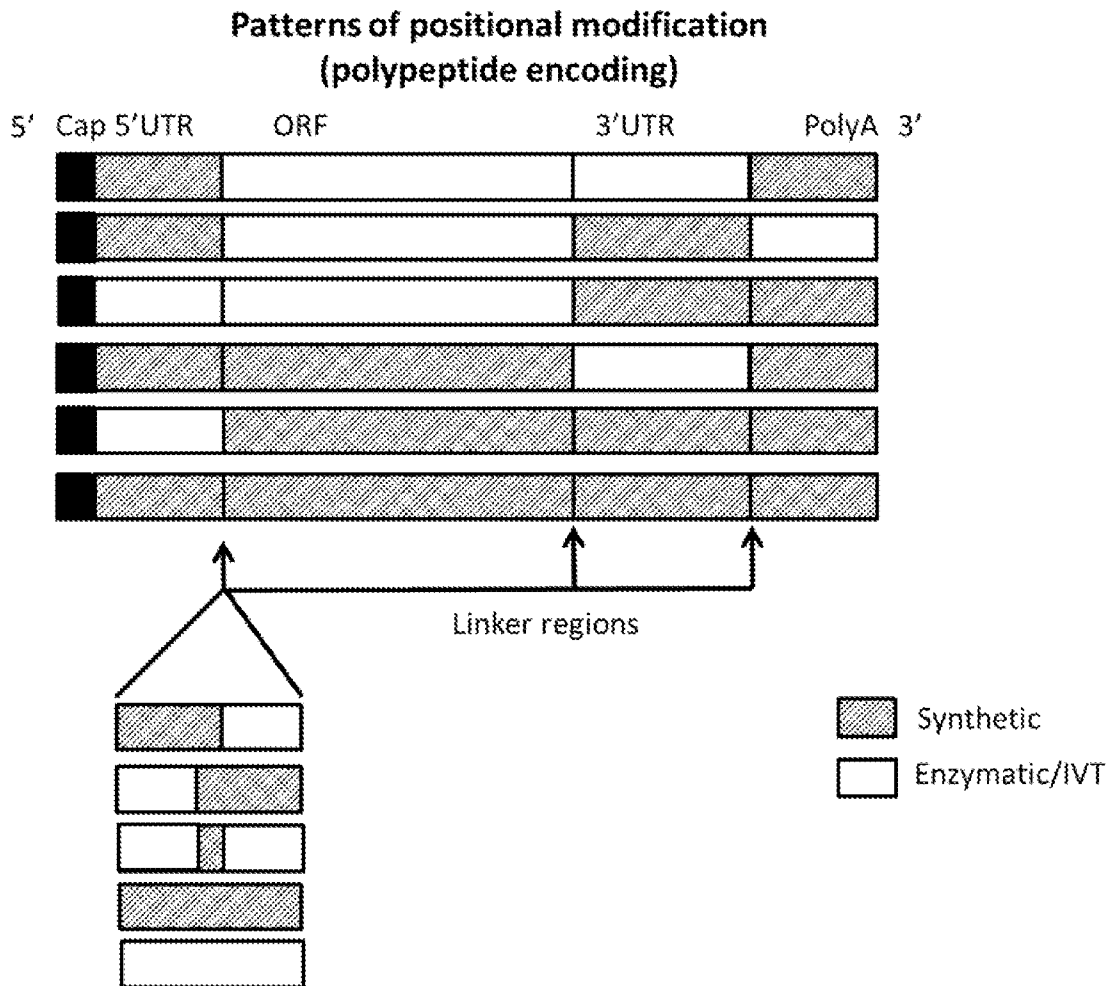 Patterns of positional modification
(polypeptide encoding)
5' Cap 5'UTR ORF 3'UTR PolyA 3'
Linker regions
Synthetic
Enzymatic/IVT